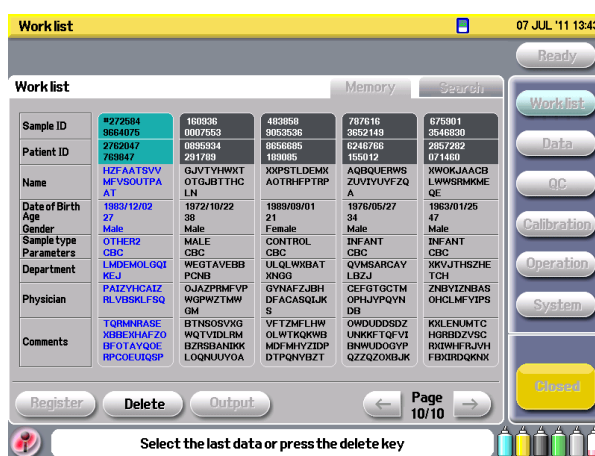 Work list
07 JUL '11 13:43
Ready
Work list
Memory
Search
Worklist
Sample ID
#272584 160936 483858 787616 675901
9664075 0007553 9053536 3652149 3546830
Patient ID
2762047 0895934 8656685 6246766 2857282
769847 291789 189085 155012 071460
Name
HZFAATSVV GJVTYHWXT XXPSTLDEMX AQBQUERWS XWOKJAACB
MFVSOUTPA OTGJBTTHC AOTRHFPTRP ZUVIYUYFZQ LWWSRMKME
AT LN A QE
Date of Birth 1983/12/02 1972/10/22 1989/09/01 1976/05/27 1963/01/25
Age 27 38 21 34 47
Gender Male Male Female Male Male
Sample type OTHER2 MALE CONTROL INFANT INFANT
Parameters CBC CBC CBC CBC CBC
Department
LMDEMOLGQI WEGTAVEBB ULQLWXBAT QVMSARCAY XKVJTHSZHE
KEJ PCNB XNGG LBZJ TCH
Physician
PAIZYHCAIZ OJAZPRMFVP GYNAFZJBH CEFGTGCTM ZNBYIZNBAS
RLVBSKLFSQ WGPWZTMW DFACASQIJK OPHJYPQYN OHCLMFYIPS
GM S DB
Comments
TQRMNRASE BTNSOSVXG VFTZMFLHW OWDUDDSDZ KXLENUMTC
XBBEXHAFZO WQTVIDLRM OLWTKQKWB UNKKFTQFVI HGRBDZVSC
BFOTAYQOE BZRSBANIKK MDFMHYZIDP BNWUDOGYP RXIWHFRJVH
RPCOEUIQSP LOQNUUYOA DTPQNYBZT QZZQZOXBJK FBXIRDQKNX
Data
QC
Calibration
Operation
System
Closed
Register
Delete
Output
←
Page
10/10
→
Select the last data or press the delete key